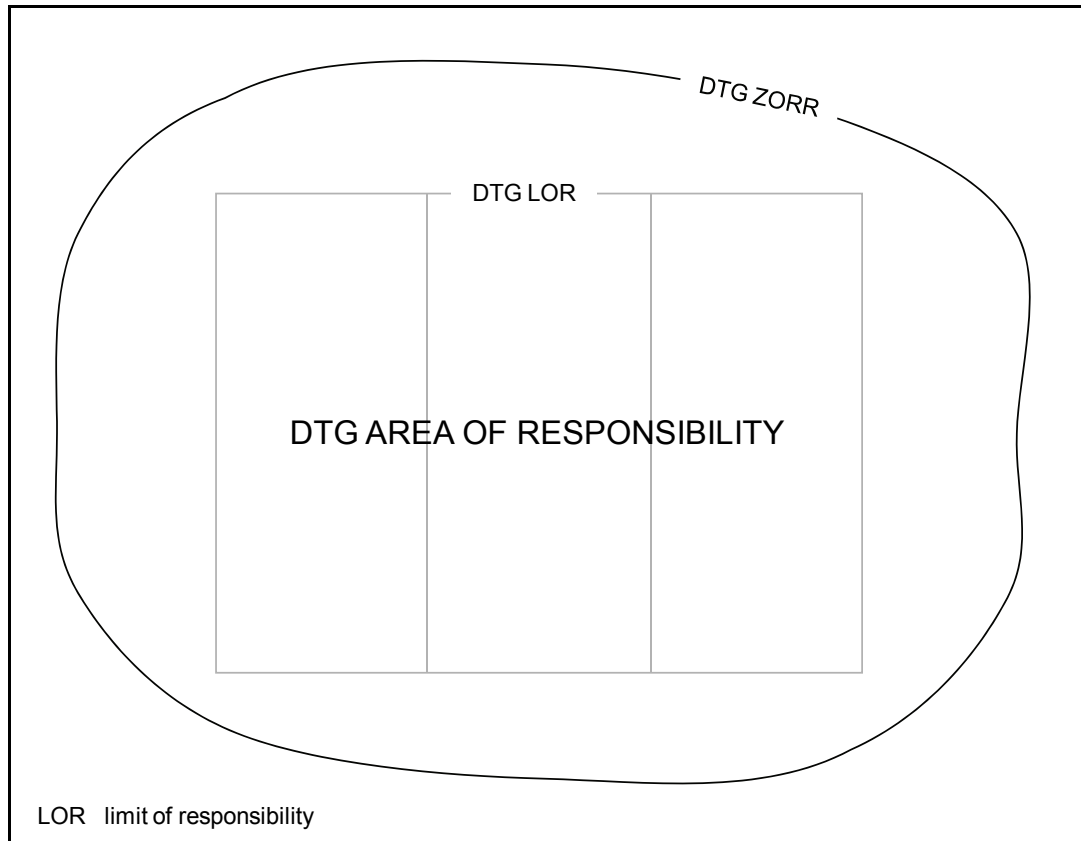 DTG ZORR
DTG LOR
DTG AREA OF RESPONSIBILITY
LOR limit of responsibility